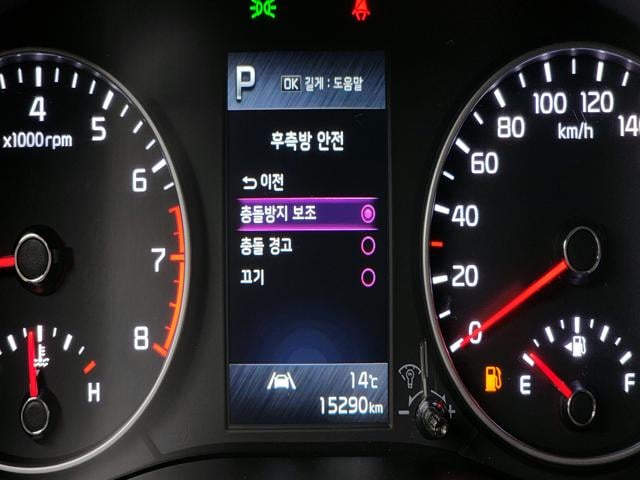 P OK 길게 : 도움말
후측방 안전
이전
충돌방지 보조
충돌 경고
끄기
14℃
15290km
4
5
6
7
8
x1000rpm
H
0
20
40
60
80
100
120
140
km/h
E
F